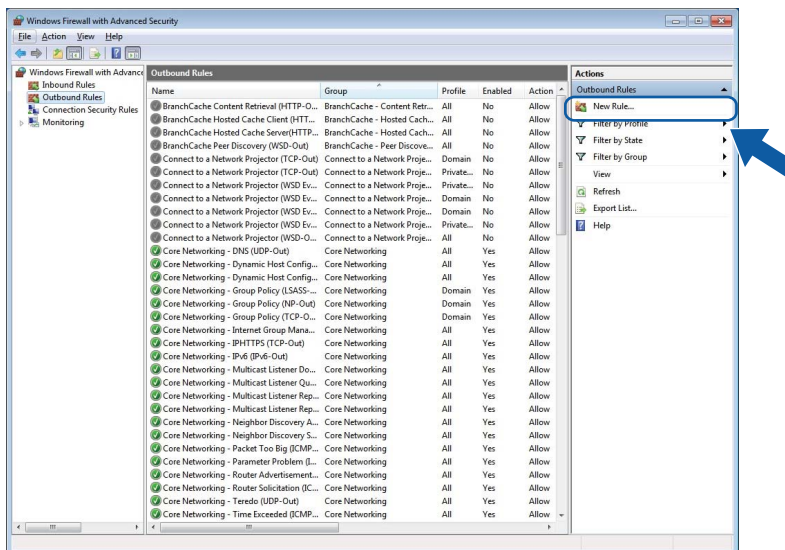 Windows Firewall with Advanced Security
File Action View Help
Windows Firewall with Advance
Inbound Rules
Outbound Rules
Connection Security Rules
Monitoring
Outbound Rules
Name Group Profile Enabled Action
BranchCache Content Retrieval (HTTP-O... BranchCache - Content Retr... All No Allow
BranchCache Hosted Cache Client (HTT... BranchCache - Hosted Cach... All No Allow
BranchCache Hosted Cache Server(HTTP... BranchCache - Hosted Cach... All No Allow
BranchCache Peer Discovery (WSD-Out) BranchCache - Peer Discove... All No Allow
Connect to a Network Projector (TCP-Out) Connect to a Network Proje... Domain No Allow
Connect to a Network Projector (TCP-Out) Connect to a Network Proje... Private... No Allow
Connect to a Network Projector (WSD Ev... Connect to a Network Proje... Private... No Allow
Connect to a Network Projector (WSD Ev... Connect to a Network Proje... Domain No Allow
Connect to a Network Projector (WSD Ev... Connect to a Network Proje... Domain No Allow
Connect to a Network Projector (WSD Ev... Connect to a Network Proje... Private... No Allow
Connect to a Network Projector (WSD-O... Connect to a Network Proje... All No Allow
Core Networking - DNS (UDP-Out) Core Networking All Yes Allow
Core Networking - Dynamic Host Config... Core Networking All Yes Allow
Core Networking - Dynamic Host Config... Core Networking All Yes Allow
Core Networking - Group Policy (LSASS-... Core Networking Domain Yes Allow
Core Networking - Group Policy (NP-Out) Core Networking Domain Yes Allow
Core Networking - Group Policy (TCP-O... Core Networking Domain Yes Allow
Core Networking - Internet Group Mana... Core Networking All Yes Allow
Core Networking - IPHTTPS (TCP-Out) Core Networking All Yes Allow
Core Networking - IPv6 (IPv6-Out) Core Networking All Yes Allow
Core Networking - Multicast Listener Do... Core Networking All Yes Allow
Core Networking - Multicast Listener Qu... Core Networking All Yes Allow
Core Networking - Multicast Listener Rep... Core Networking All Yes Allow
Core Networking - Multicast Listener Rep... Core Networking All Yes Allow
Core Networking - Neighbor Discovery A... Core Networking All Yes Allow
Core Networking - Neighbor Discovery S... Core Networking All Yes Allow
Core Networking - Packet Too Big (ICMP... Core Networking All Yes Allow
Core Networking - Parameter Problem (I... Core Networking All Yes Allow
Core Networking - Router Advertisement... Core Networking All Yes Allow
Core Networking - Router Solicitation (IC... Core Networking All Yes Allow
Core Networking - Teredo (UDP-Out) Core Networking All Yes Allow
Core Networking - Time Exceeded (ICMP... Core Networking All Yes Allow
Actions
Outbound Rules
New Rule...
Filter by Profile
Filter by State
Filter by Group
View
Refresh
Export List...
Help